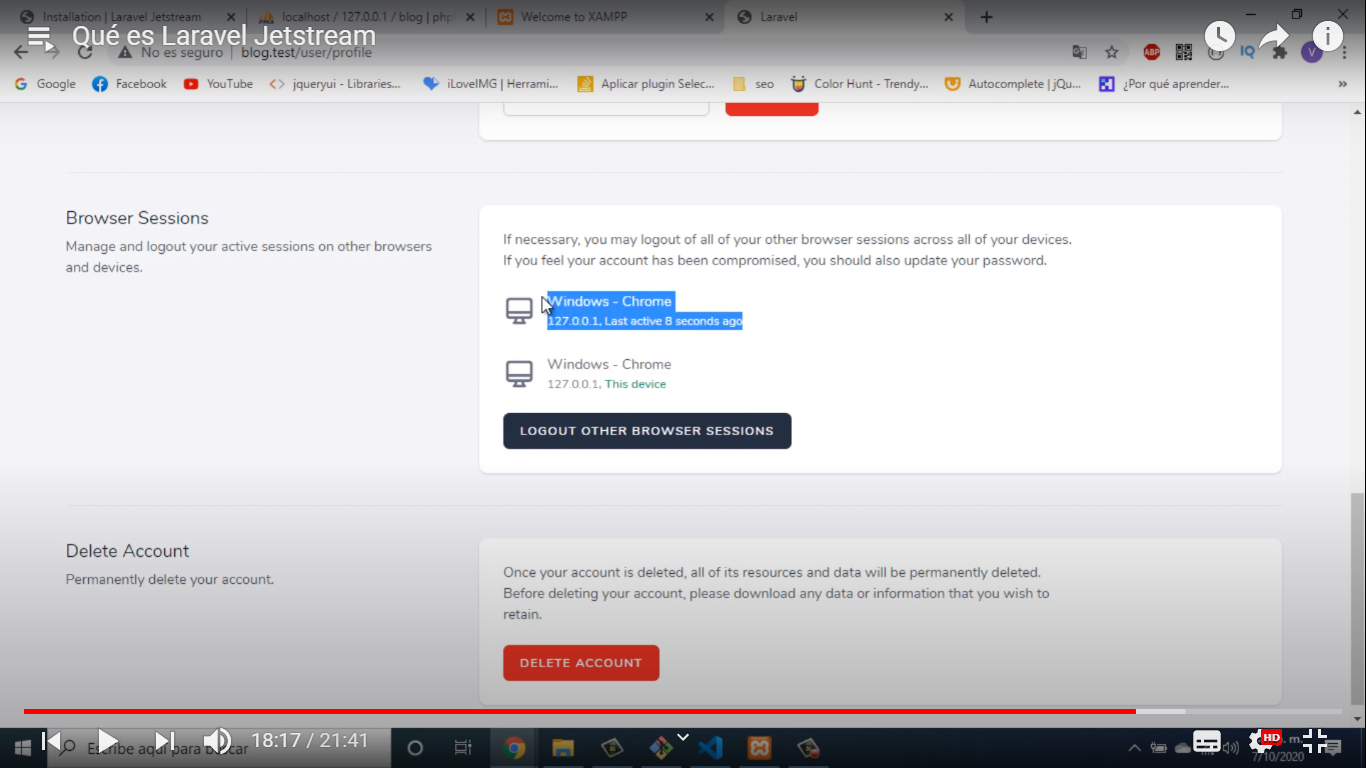 Installation | Laravel Jetstream
localhost / 127.0.0.1 / blog | php
Welcome to XAMPP
Laravel
Qué es Laravel Jetstream
No es seguro
blog.test/user/profile
ABP
IQ
V
Google
Facebook
YouTube
jqueryui - Libraries...
iLoveIMG | Herrami...
Aplicar plugin Selec...
seo
Color Hunt - Trendy...
Autocomplete | jQu...
¿Por qué aprender...
Browser Sessions
Manage and logout your active sessions on other browsers
and devices.
If necessary, you may logout of all of your other browser sessions across all of your devices.
If you feel your account has been compromised, you should also update your password.
Windows - Chrome
127.0.0.1, Last active 8 seconds ago
Windows - Chrome
127.0.0.1, This device
LOGOUT OTHER BROWSER SESSIONS
Delete Account
Permanently delete your account.
Once your account is deleted, all of its resources and data will be permanently deleted.
Before deleting your account, please download any data or information that you wish to
retain.
DELETE ACCOUNT
Escribe aquí para buscar
18:17 / 21:41
HD
7/10/2020